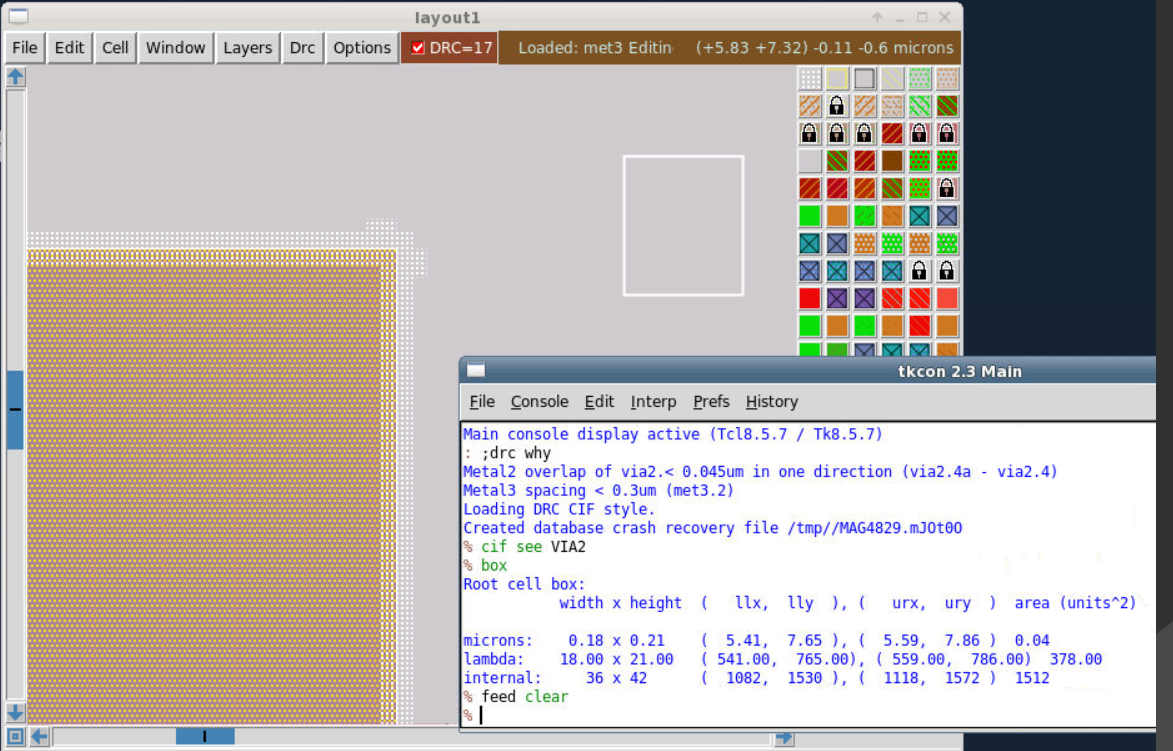 layout1
File Edit Cell Window Layers Drc Options DRC=17 Loaded: met3 Editin (+5.83 +7.32) -0.11 -0.6 microns
tkcon 2.3 Main
File Console Edit Interp Prefs History
Main console display active (Tcl8.5.7 / Tk8.5.7)
: ;drc why
Metal2 overlap of via2.< 0.045um in one direction (via2.4a - via2.4)
Metal3 spacing < 0.3um (met3.2)
Loading DRC CIF style.
Created database crash recovery file /tmp//MAG4829.mJOt0O
% cif see VIA2
% box
Root cell box:
width x height ( llx, lly ), ( urx, ury ) area (units^2)
microns: 0.18 x 0.21 ( 5.41, 7.65 ), ( 5.59, 7.86 ) 0.04
lambda: 18.00 x 21.00 ( 541.00, 765.00), ( 559.00, 786.00) 378.00
internal: 36 x 42 ( 1082, 1530 ), ( 1118, 1572 ) 1512
% feed clear
%